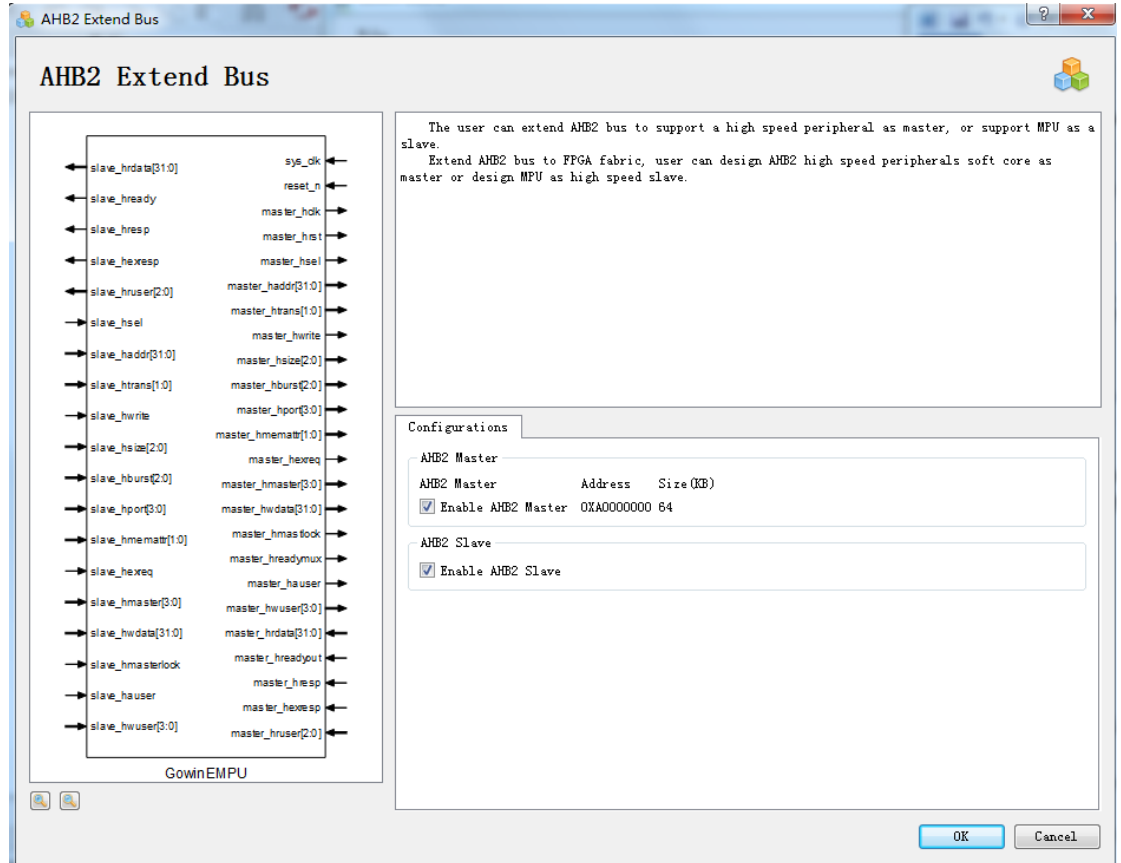 AHB2 Extend Bus
AHB2 Extend Bus
slave_hrdata[31:0]
slave_hready
slave_hresp
slave_hexresp
slave_hruser[2:0]
slave_hsel
slave_haddr[31:0]
slave_htrans[1:0]
slave_hwrite
slave_hsize[2:0]
slave_hburst[2:0]
slave_hport[3:0]
slave_hmemattr[1:0]
slave_hexreq
slave_hmaster[3:0]
slave_hwdata[31:0]
slave_hmasterlock
slave_hauser
slave_hwuser[3:0]
sys_clk
reset_n
master_hclk
master_hrst
master_hsel
master_haddr[31:0]
master_htrans[1:0]
master_hwrite
master_hsize[2:0]
master_hburst[2:0]
master_hport[3:0]
master_hmemattr[1:0]
master_hexreq
master_hmaster[3:0]
master_hwdata[31:0]
master_hmastlock
master_hreadymux
master_hauser
master_hwuser[3:0]
master_hrdata[31:0]
master_hreadyout
master_hresp
master_hexresp
master_hruser[2:0]
GowinEMPU
The user can extend AHB2 bus to support a high speed peripheral as master, or support MPU as a
slave.
Extend AHB2 bus to FPGA fabric, user can design AHB2 high speed peripherals soft core as
master or design MPU as high speed slave.
Configurations
AHB2 Master
AHB2 Master Address Size(KB)
Enable AHB2 Master 0XA0000000 64
AHB2 Slave
Enable AHB2 Slave
OK Cancel